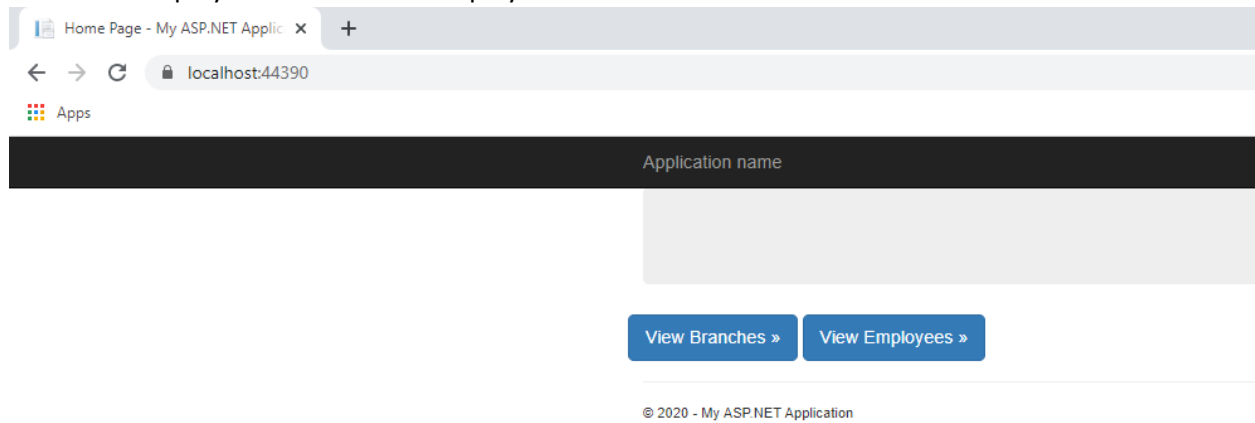 Home Page - My ASP.NET Applic
localhost:44390
Apps
Application name
View Branches » View Employees »
© 2020 - My ASP.NET Application